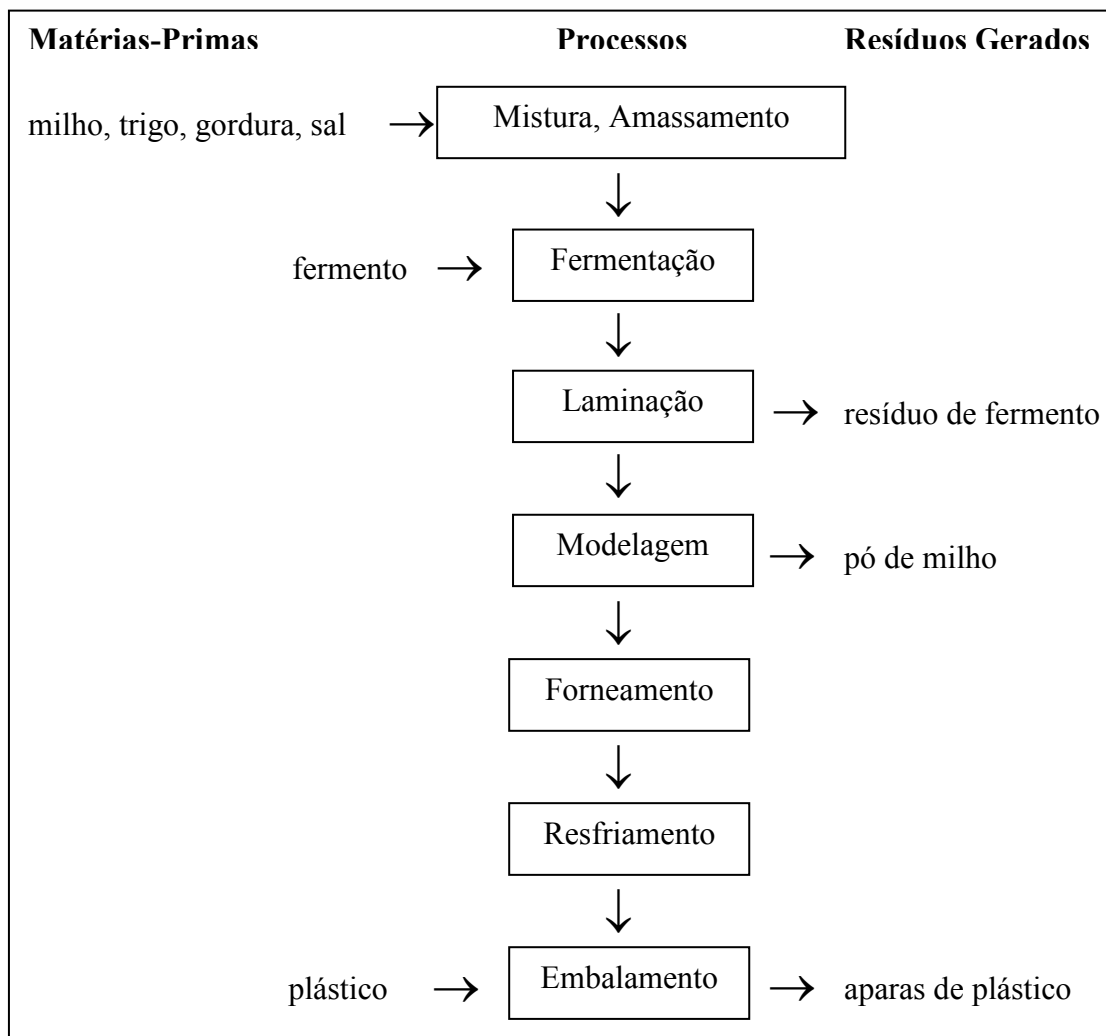 Matérias-Primas Processos Resíduos Gerados
milho, trigo, gordura, sal → Mistura, Amassamento
↓
fermento → Fermentação
↓
Laminação → resíduo de fermento
↓
Modelagem → pó de milho
↓
Forneamento
↓
Resfriamento
↓
plástico → Embalamento → aparas de plástico